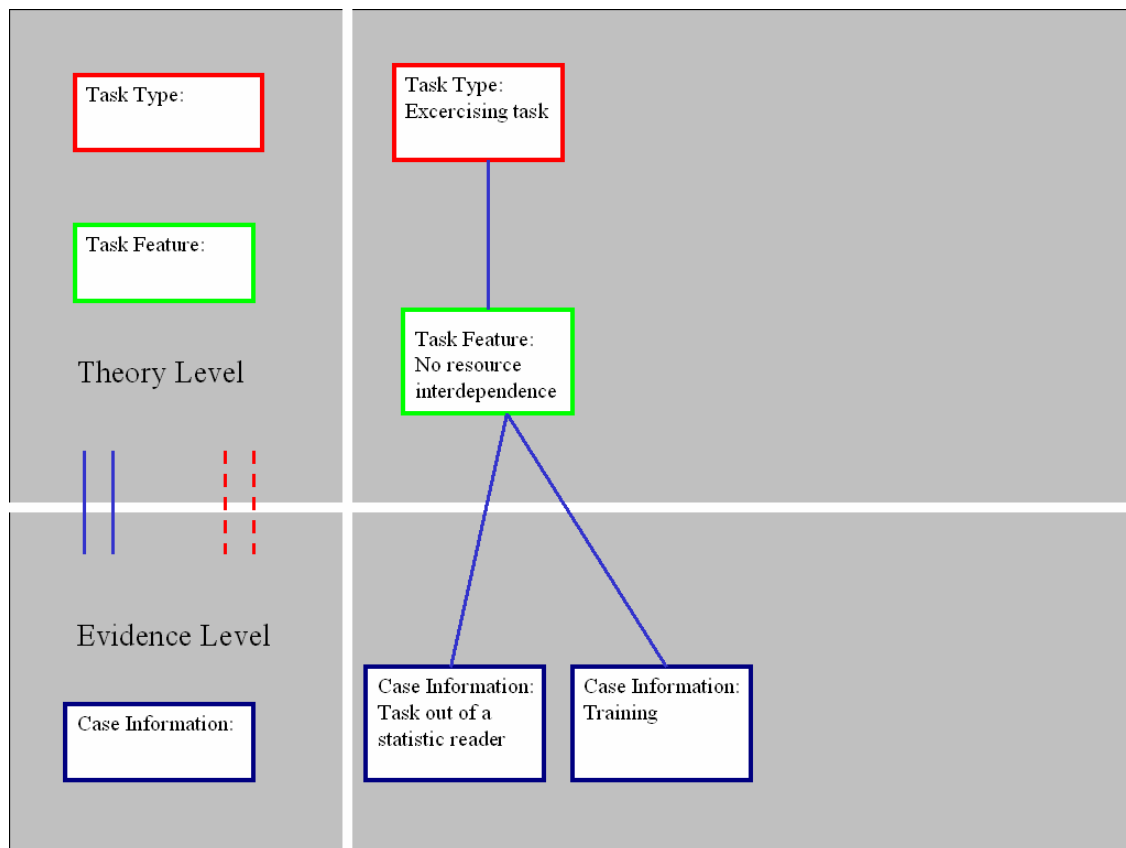 Task Type:
Task Feature:
Theory Level
Evidence Level
Case Information:
Task Type:
Excercising task
Task Feature:
No resource
interdependence
Case Information:
Task out of a
statistic reader
Case Information:
Training